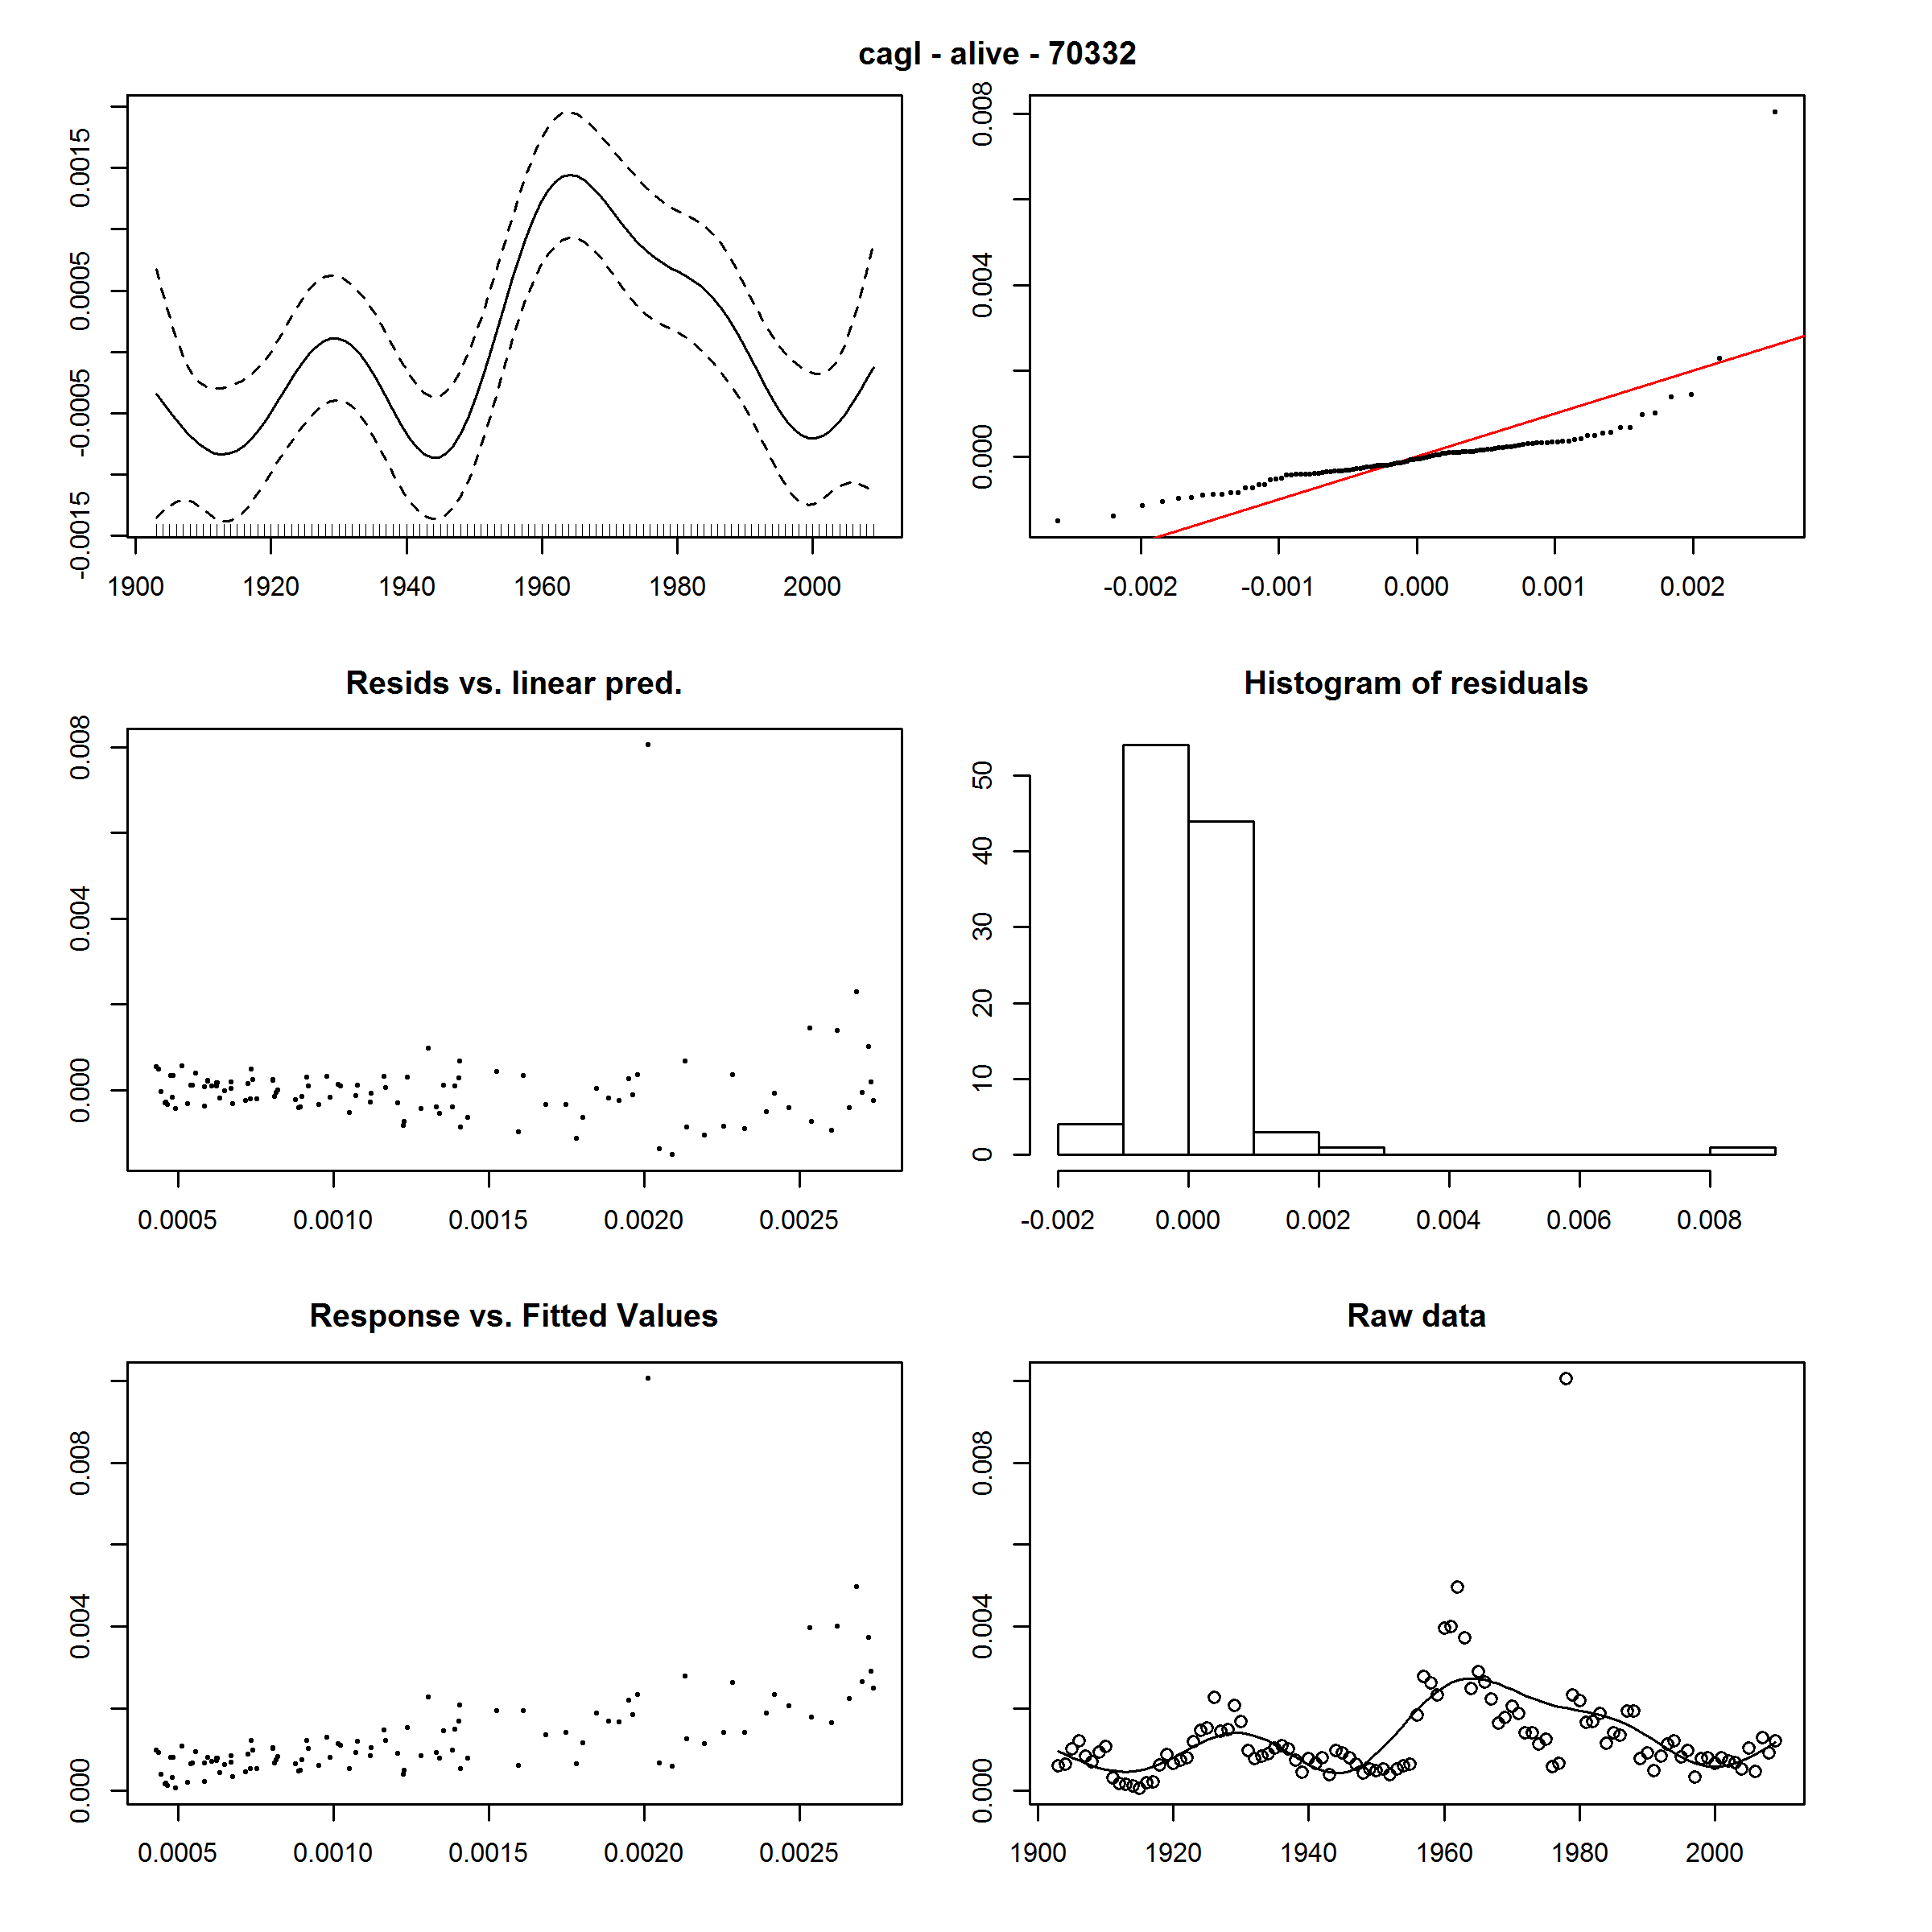 cagl - alive - 70332
-0.0015 -0.0005 0.0005 0.0015
1900 1920 1940 1960 1980 2000
0.000 0.004 0.008
-0.002 -0.001 0.000 0.001 0.002
Resids vs. linear pred.
0.000 0.004 0.008
0.0005 0.0010 0.0015 0.0020 0.0025
Histogram of residuals
0 10 20 30 40 50
-0.002 0.000 0.002 0.004 0.006 0.008
Response vs. Fitted Values
0.000 0.004 0.008
0.0005 0.0010 0.0015 0.0020 0.0025
Raw data
0.000 0.004 0.008
1900 1920 1940 1960 1980 2000